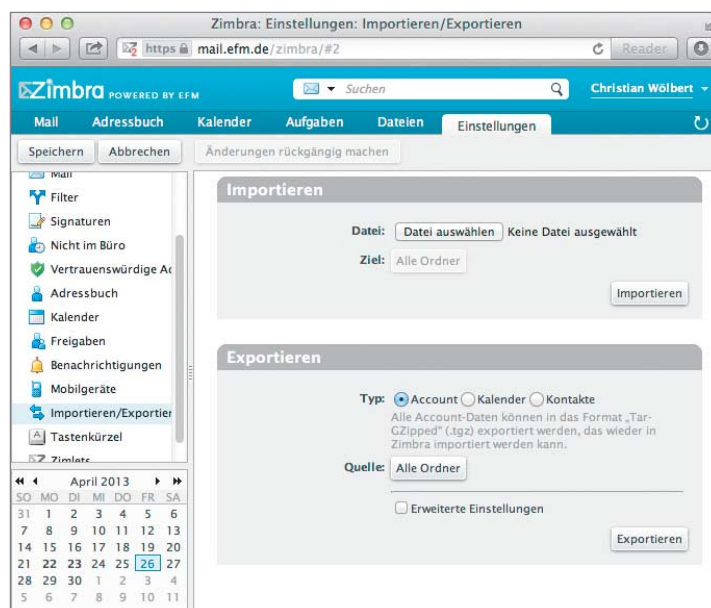 Zimbra: Einstellungen: Importieren/Exportieren
https mail.efm.de/zimbra/#2 Reader
Zimbra POWERED BY EFM Suchen Christian Wölbert
Mail Adressbuch Kalender Aufgaben Dateien Einstellungen
Speichern Abbrechen Änderungen rückgängig machen
Mail
Filter
Signaturen
Nicht im Büro
Vertrauenswürdige Ad
Adressbuch
Kalender
Freigaben
Benachrichtigungen
Mobilgeräte
Importieren/Exportier
Tastenkürzel
Zimlets
April 2013
SO MO DI MI DO FR SA
31 1 2 3 4 5 6
7 8 9 10 11 12 13
14 15 16 17 18 19 20
21 22 23 24 25 26 27
28 29 30 1 2 3 4
5 6 7 8 9 10 11
Importieren
Datei: Datei auswählen Keine Datei ausgewählt
Ziel: Alle Ordner
Importieren
Exportieren
Typ: Account Kalender Kontakte
Alle Account-Daten können in das Format „Tar-
GZipped" (.tgz) exportiert werden, das wieder in
Zimbra importiert werden kann.
Quelle: Alle Ordner
Erweiterte Einstellungen
Exportieren